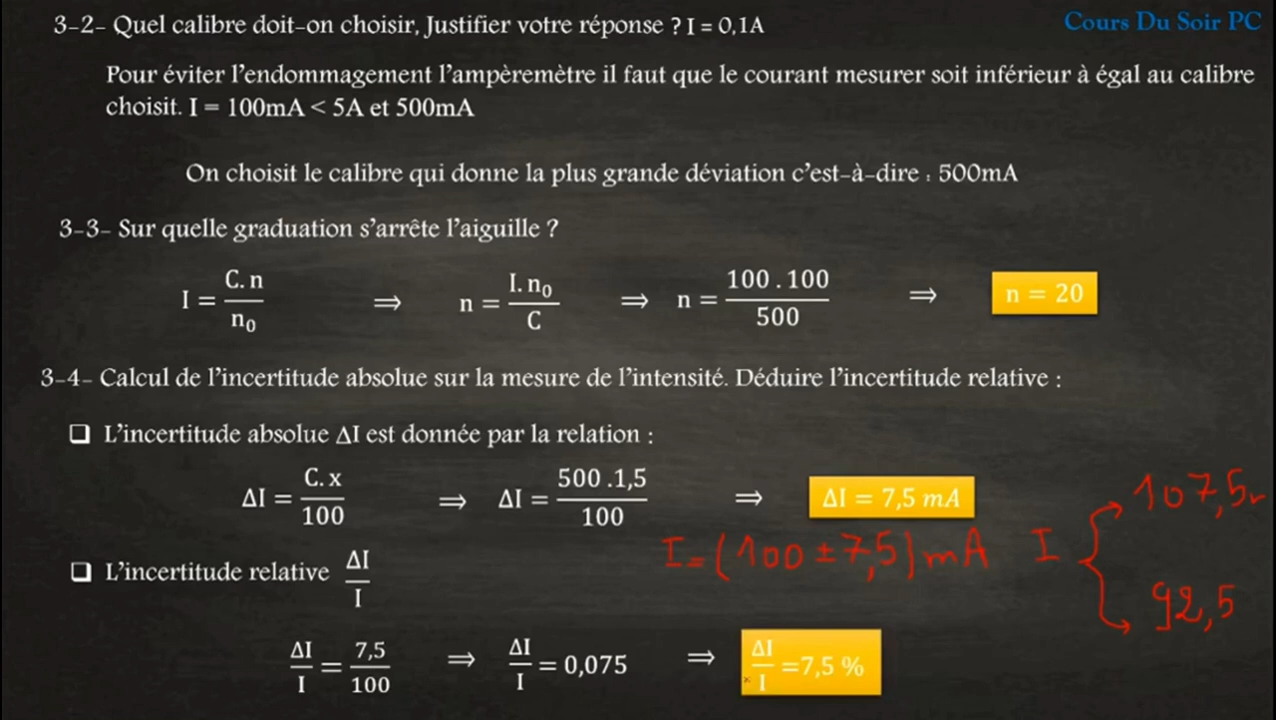 3-2- Quel calibre doit-on choisir, Justifier votre réponse ? I = 0,1A
Cours Du Soir PC
Pour éviter l'endommagement l'ampèremètre il faut que le courant mesurer soit inférieur à égal au calibre
choisit. I = 100mA < 5A et 500mA
On choisit le calibre qui donne la plus grande déviation c'est-à-dire : 500mA
3-3- Sur quelle graduation s'arrête l'aiguille ?
I = C. n / n₀ ⇒ n = I. n₀ / C ⇒ n = 100 . 100 / 500 ⇒ n = 20
3-4- Calcul de l'incertitude absolue sur la mesure de l'intensité. Déduire l'incertitude relative :
❑ L'incertitude absolue ΔI est donnée par la relation :
ΔI = C. x / 100 ⇒ ΔI = 500 .1,5 / 100 ⇒ ΔI = 7,5 mA
I = (100 ± 7,5) mA I { 107,5
92,5
❑ L'incertitude relative ΔI / I
ΔI / I = 7,5 / 100 ⇒ ΔI / I = 0,075 ⇒ ΔI / I =7,5 %